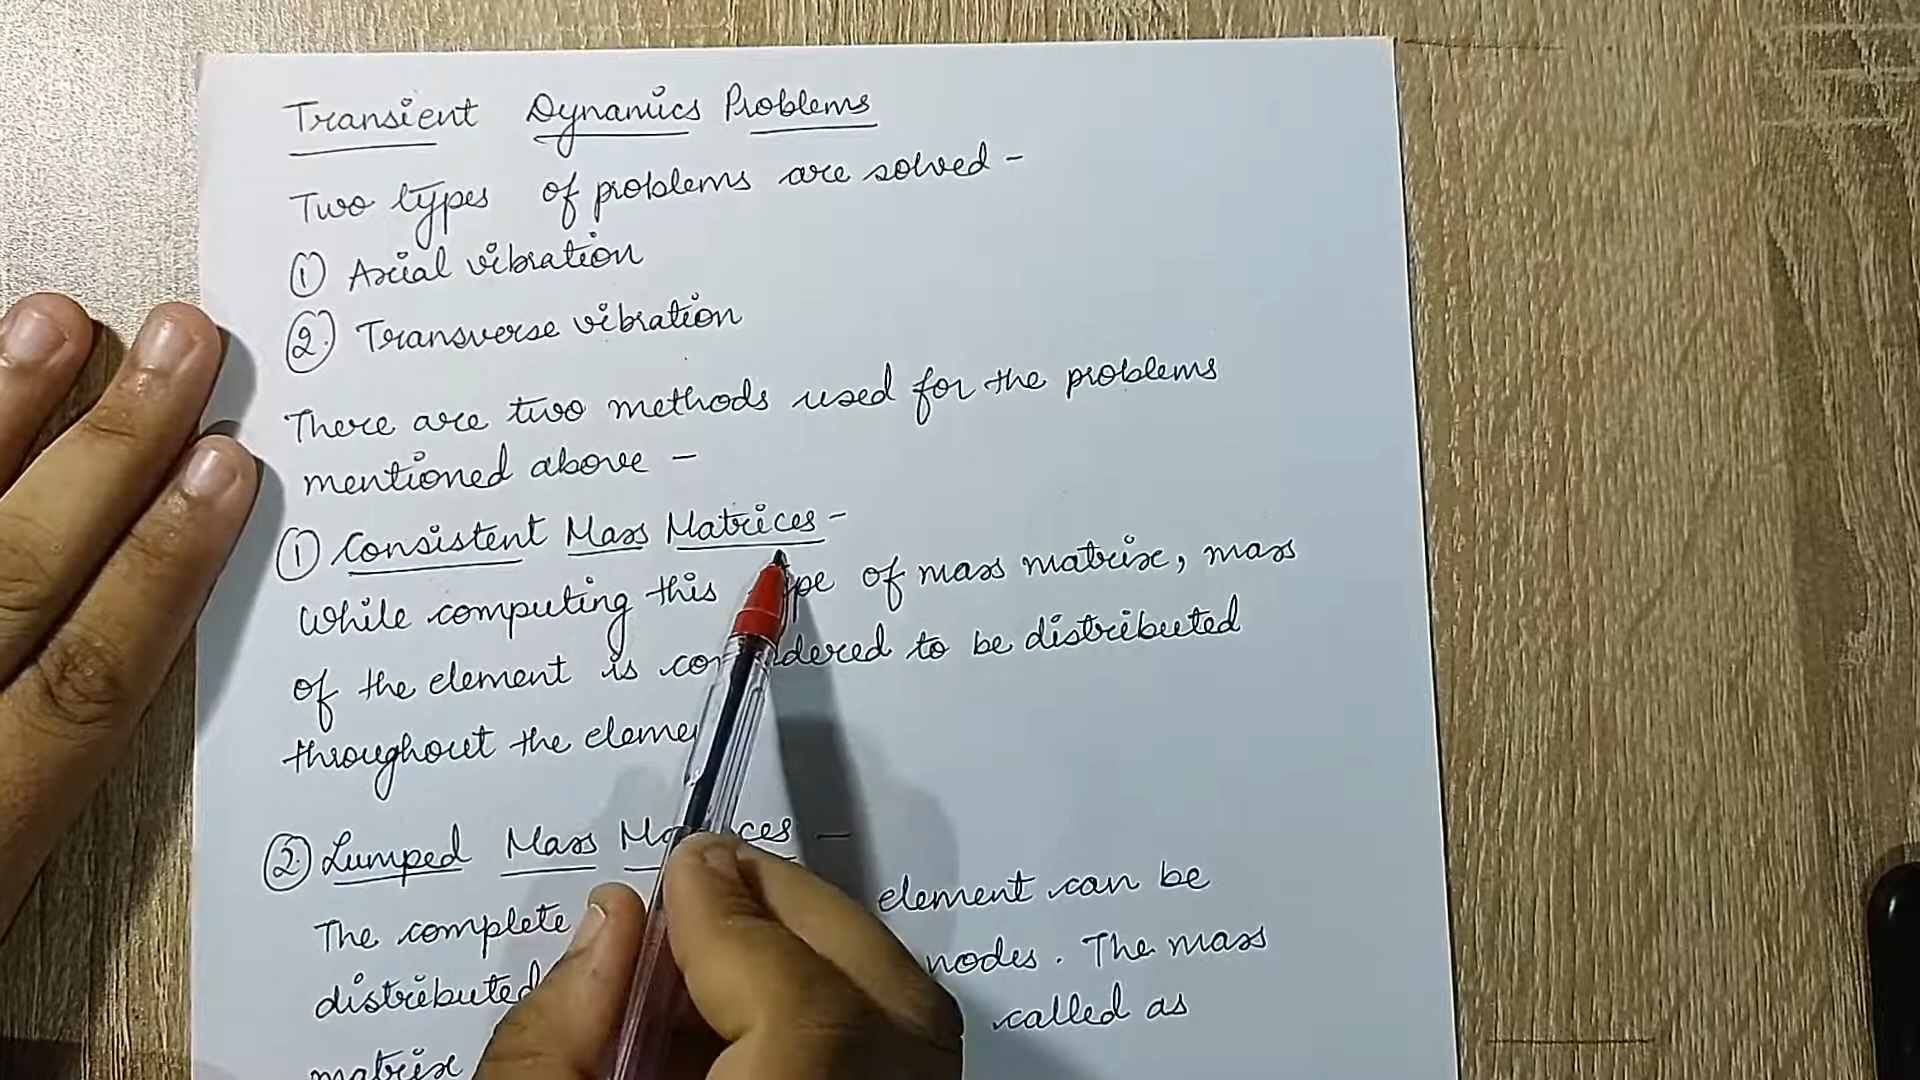 Transient Dynamics Problems
Two types of problems are solved -
① Axial vibration
②. Transverse vibration
There are two methods used for the problems
mentioned above -
① Consistent Mass Matrices -
While computing this of mass matrix, mass
of the element is to be distributed
throughout the
②. Lumped Mass -
The complete element can be
distributed nodes. The mass
matrix called as